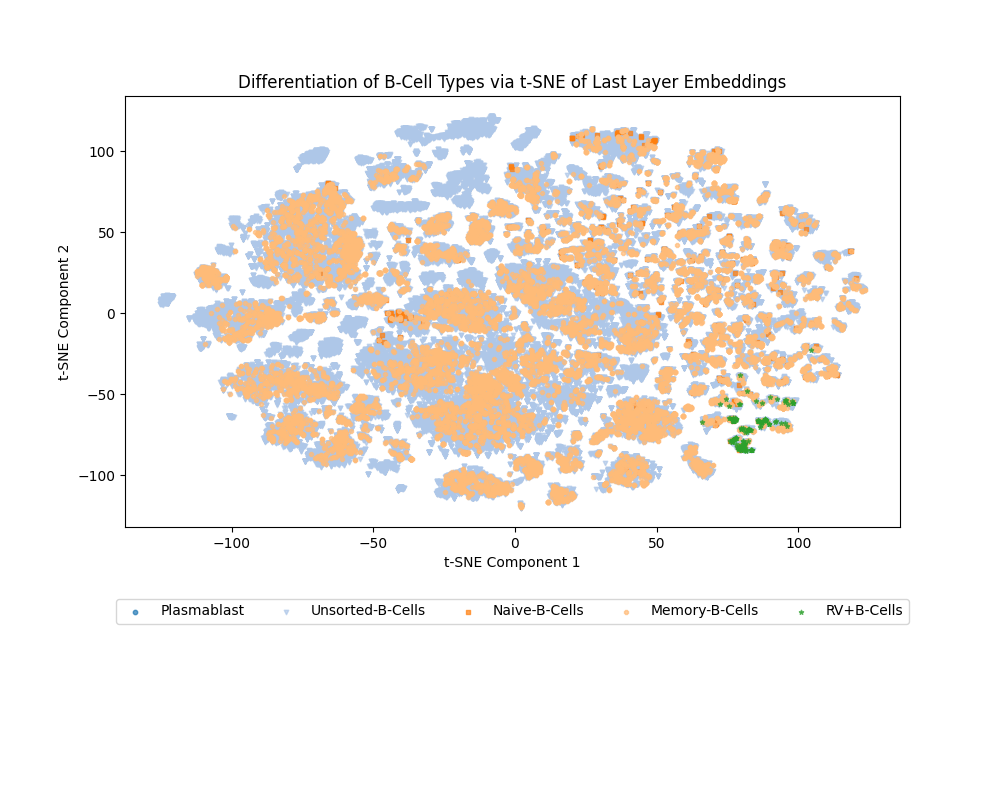 Differentiation of B-Cell Types via t-SNE of Last Layer Embeddings
t-SNE Component 2
100
50
0
−50
−100
−100 −50 0 50 100
t-SNE Component 1
Plasmablast Unsorted-B-Cells Naive-B-Cells Memory-B-Cells RV+B-Cells